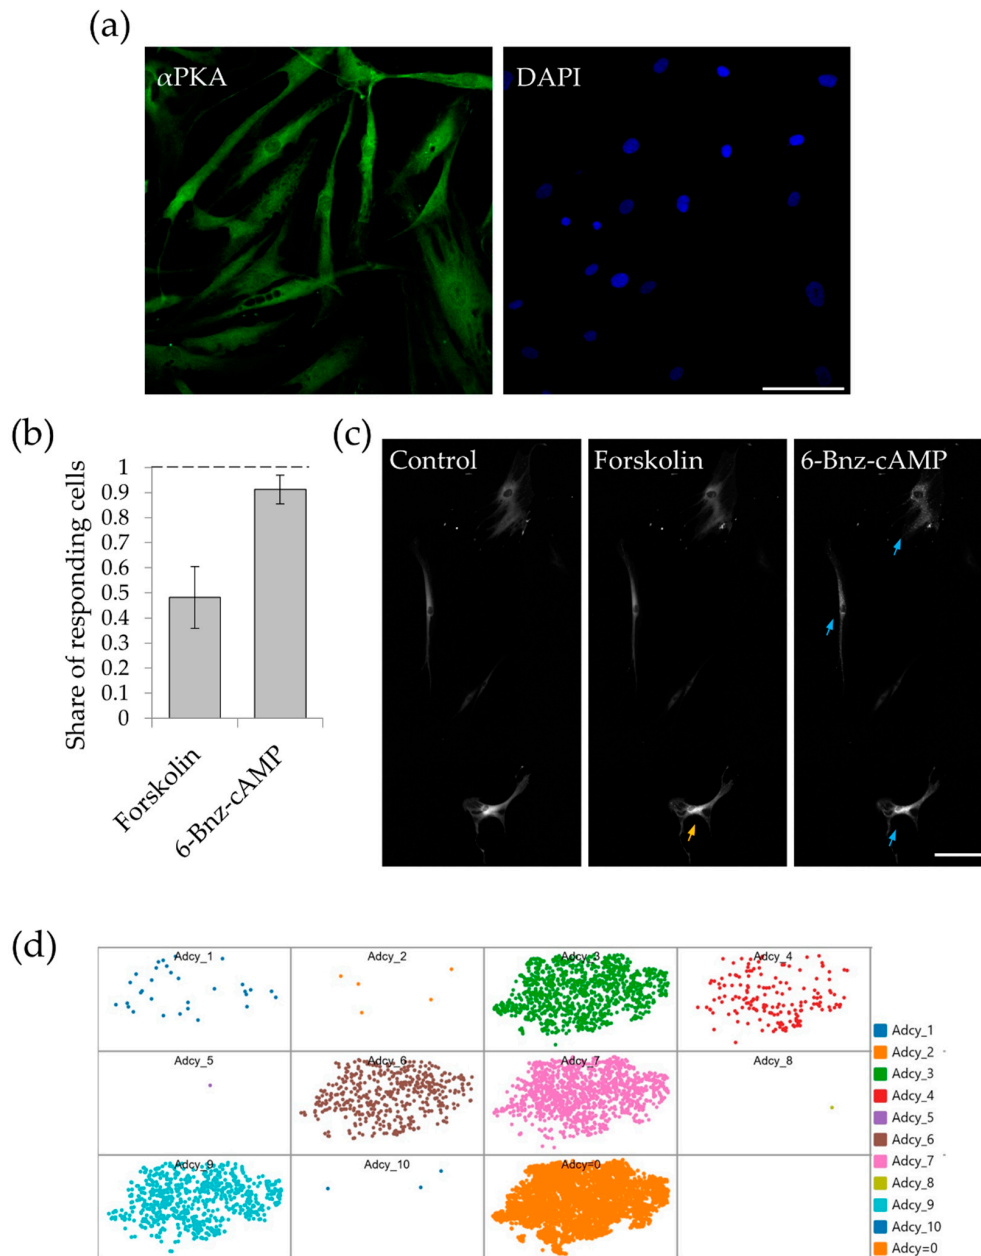 (a)
αPKA
DAPI
(b)
Share of responding cells
1
0.9
0.8
0.7
0.6
0.5
0.4
0.3
0.2
0.1
0
Forskolin
6-Bnz-cAMP
(c)
Control
Forskolin
6-Bnz-cAMP
(d)
Adcy_1
Adcy_2
Adcy_3
Adcy_4
Adcy_5
Adcy_6
Adcy_7
Adcy_8
Adcy_9
Adcy_10
Adcy=0
Adcy_1
Adcy_2
Adcy_3
Adcy_4
Adcy_5
Adcy_6
Adcy_7
Adcy_8
Adcy_9
Adcy_10
Adcy=0